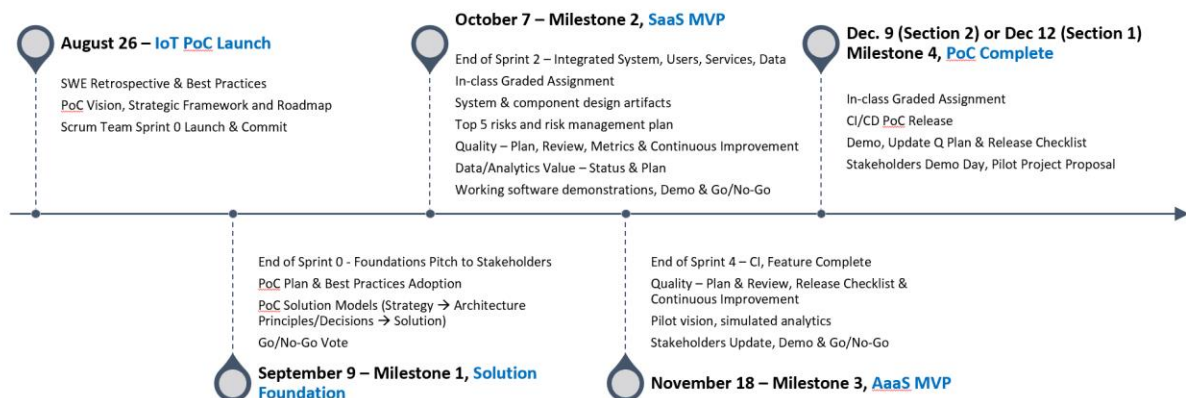 August 26 – IoT PoC Launch
SWE Retrospective & Best Practices
PoC Vision, Strategic Framework and Roadmap
Scrum Team Sprint 0 Launch & Commit
October 7 – Milestone 2, SaaS MVP
End of Sprint 2 – Integrated System, Users, Services, Data
In-class Graded Assignment
System & component design artifacts
Top 5 risks and risk management plan
Quality – Plan, Review, Metrics & Continuous Improvement
Data/Analytics Value – Status & Plan
Working software demonstrations, Demo & Go/No-Go
Dec. 9 (Section 2) or Dec 12 (Section 1)
Milestone 4, PoC Complete
In-class Graded Assignment
CI/CD PoC Release
Demo, Update Q Plan & Release Checklist
Stakeholders Demo Day, Pilot Project Proposal
End of Sprint 0 - Foundations Pitch to Stakeholders
PoC Plan & Best Practices Adoption
PoC Solution Models (Strategy → Architecture
Principles/Decisions → Solution)
Go/No-Go Vote
September 9 – Milestone 1, Solution
Foundation
End of Sprint 4 – CI, Feature Complete
Quality – Plan & Review, Release Checklist &
Continuous Improvement
Pilot vision, simulated analytics
Stakeholders Update, Demo & Go/No-Go
November 18 – Milestone 3, AaaS MVP